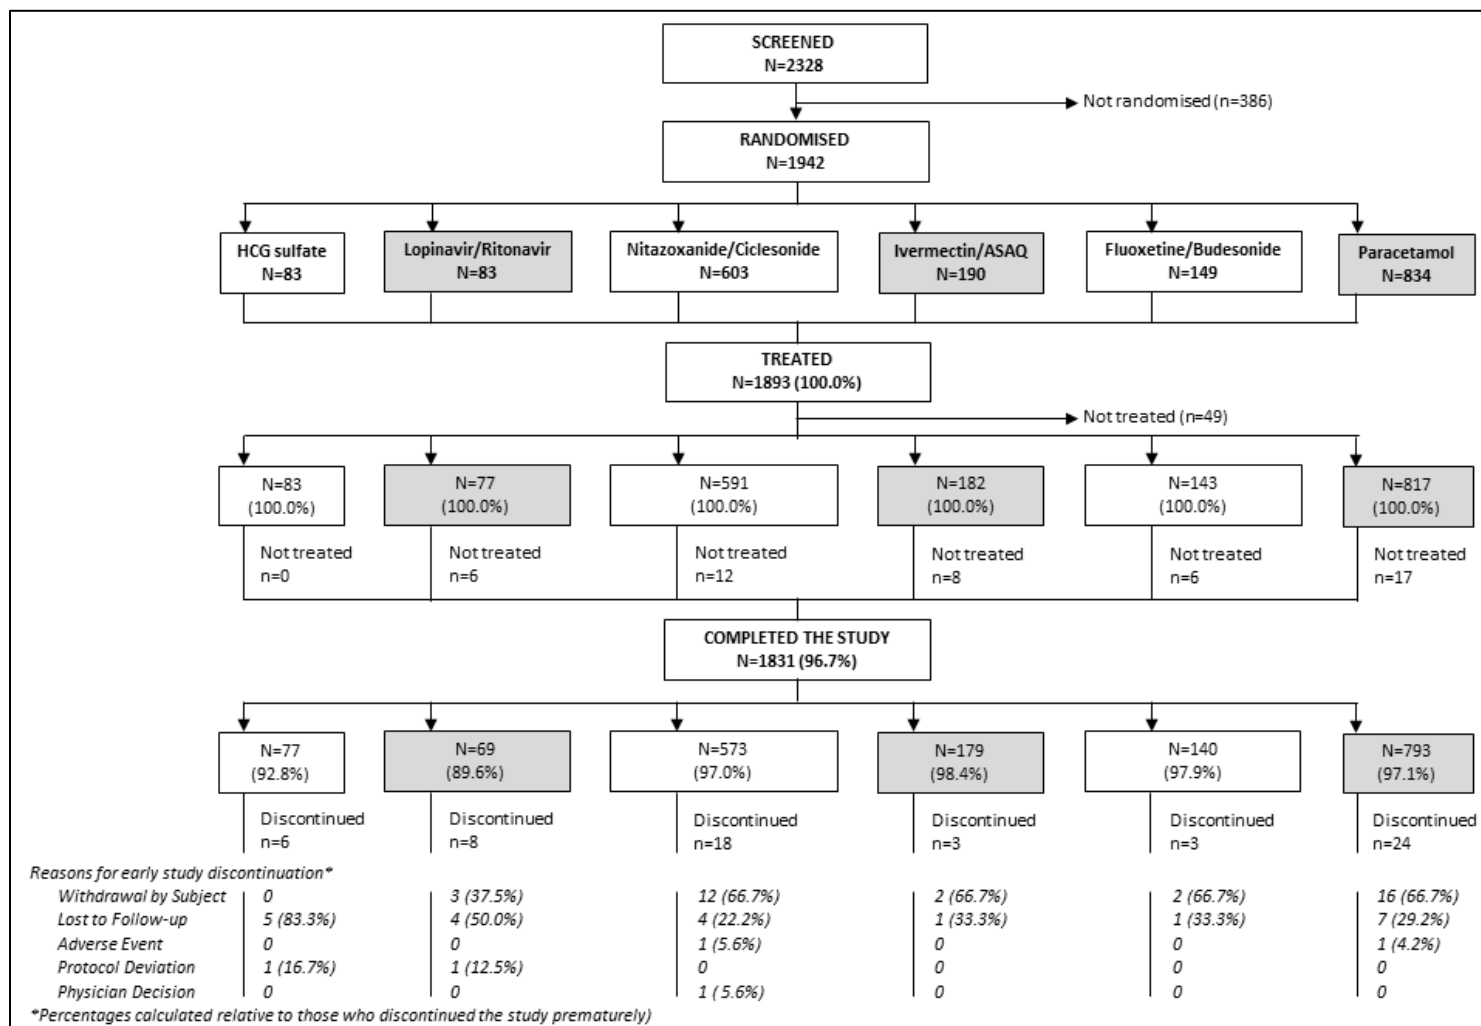 SCREENED
N=2328
Not randomised (n=386)
RANDOMISED
N=1942
HCG sulfate
N=83
Lopinavir/Ritonavir
N=83
Nitazoxanide/Ciclesonide
N=603
Ivermectin/ASAQ
N=190
Fluoxetine/Budesonide
N=149
Paracetamol
N=834
TREATED
N=1893 (100.0%)
Not treated (n=49)
N=83
(100.0%)
N=77
(100.0%)
N=591
(100.0%)
N=182
(100.0%)
N=143
(100.0%)
N=817
(100.0%)
Not treated
n=0
Not treated
n=6
Not treated
n=12
Not treated
n=8
Not treated
n=6
Not treated
n=17
COMPLETED THE STUDY
N=1831 (96.7%)
N=77
(92.8%)
N=69
(89.6%)
N=573
(97.0%)
N=179
(98.4%)
N=140
(97.9%)
N=793
(97.1%)
Discontinued
n=6
Discontinued
n=8
Discontinued
n=18
Discontinued
n=3
Discontinued
n=3
Discontinued
n=24
Reasons for early study discontinuation*
Withdrawal by Subject 0 3 (37.5%) 12 (66.7%) 2 (66.7%) 2 (66.7%) 16 (66.7%)
Lost to Follow-up 5 (83.3%) 4 (50.0%) 4 (22.2%) 1 (33.3%) 1 (33.3%) 7 (29.2%)
Adverse Event 0 0 1 (5.6%) 0 0 1 (4.2%)
Protocol Deviation 1 (16.7%) 1 (12.5%) 0 0 0 0
Physician Decision 0 0 1 (5.6%) 0 0 0
*Percentages calculated relative to those who discontinued the study prematurely)